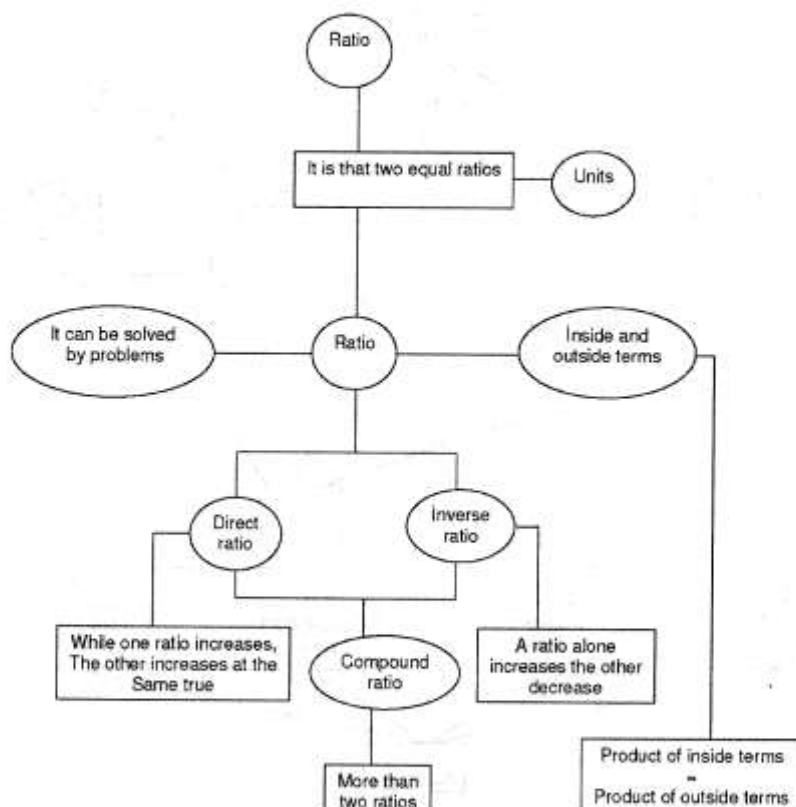 Ratio
It is that two equal ratios
Units
It can be solved
by problems
Ratio
Inside and
outside terms
Direct
ratio
Inverse
ratio
While one ratio increases,
The other increases at the
Same true
Compound
ratio
A ratio alone
increases the other
decrease
More than
two ratios
Product of inside terms
=
Product of outside terms